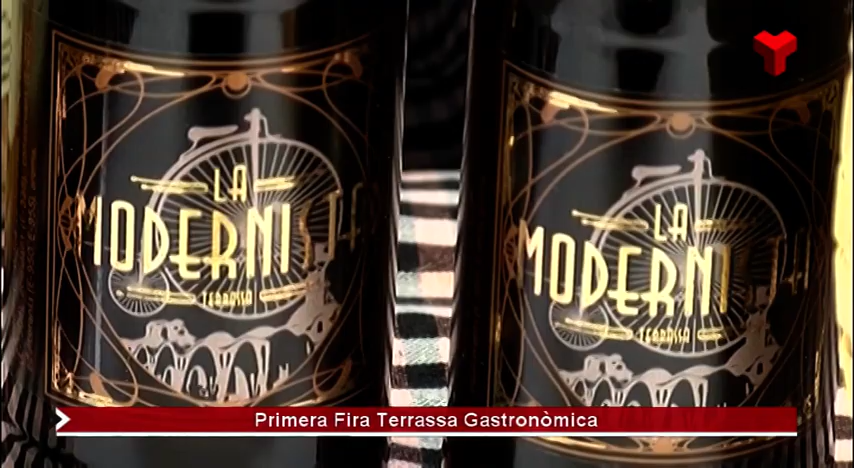 LA
MODERNISTA
TERRASSA
LA
MODERNISTA
TERRASSA
Primera Fira Terrassa Gastronòmica